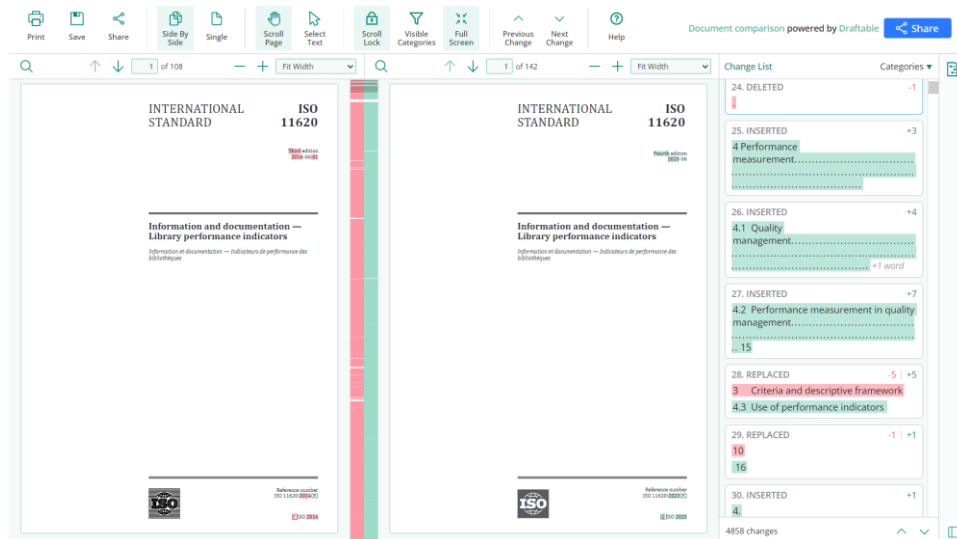 Print
Save
Share
Side By
Side
Single
Scroll
Page
Select
Text
Scroll
Lock
Visible
Categories
Full
Screen
Previous
Change
Next
Change
Help
Document comparison powered by Draftable
Share
1 of 108
Fit Width
1 of 142
Fit Width
Change List
Categories ▼
INTERNATIONAL
STANDARD
ISO
11620
Third edition
2014-06-01
Information and documentation —
Library performance indicators
Information et documentation — Indicateurs de performance des
bibliothèques
ISO
Reference number
ISO 11620:2014(E)
© ISO 2014
INTERNATIONAL
STANDARD
ISO
11620
Fourth edition
2023-06
Information and documentation —
Library performance indicators
Information et documentation — Indicateurs de performance des
bibliothèques
ISO
Reference number
ISO 11620:2023(E)
© ISO 2023
24. DELETED -1
25. INSERTED +3
4 Performance
measurement................................
................................................
..................................
26. INSERTED +4
4.1 Quality
management................................
................................................
.................................... +1 word
27. INSERTED +7
4.2 Performance measurement in quality
management................................
................................................
.. 15
28. REPLACED -5 | +5
3 Criteria and descriptive framework
4.3 Use of performance indicators
29. REPLACED -1 | +1
10
16
30. INSERTED +1
4.
4858 changes